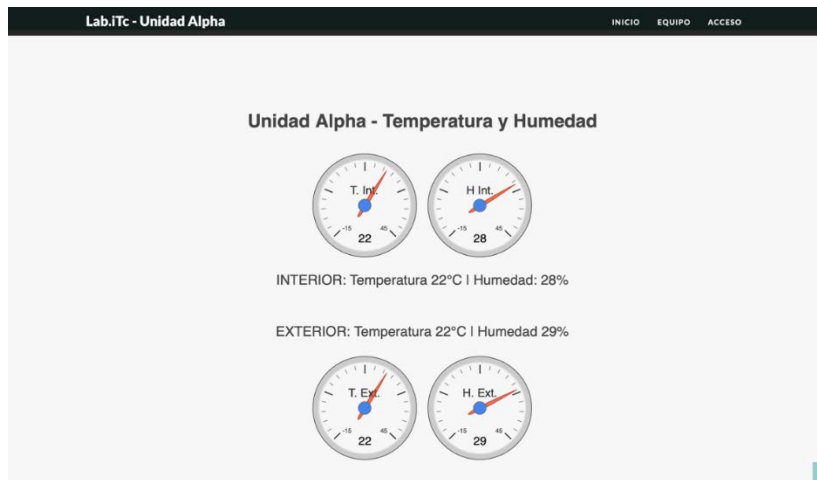 Lab.iTc - Unidad Alpha
INICIO EQUIPO ACCESO
Unidad Alpha - Temperatura y Humedad
T. Int. H Int.
-15 45 -15 45
22 28
INTERIOR: Temperatura 22°C | Humedad: 28%
EXTERIOR: Temperatura 22°C | Humedad 29%
T. Ext. H. Ext.
-15 45 -15 45
22 29